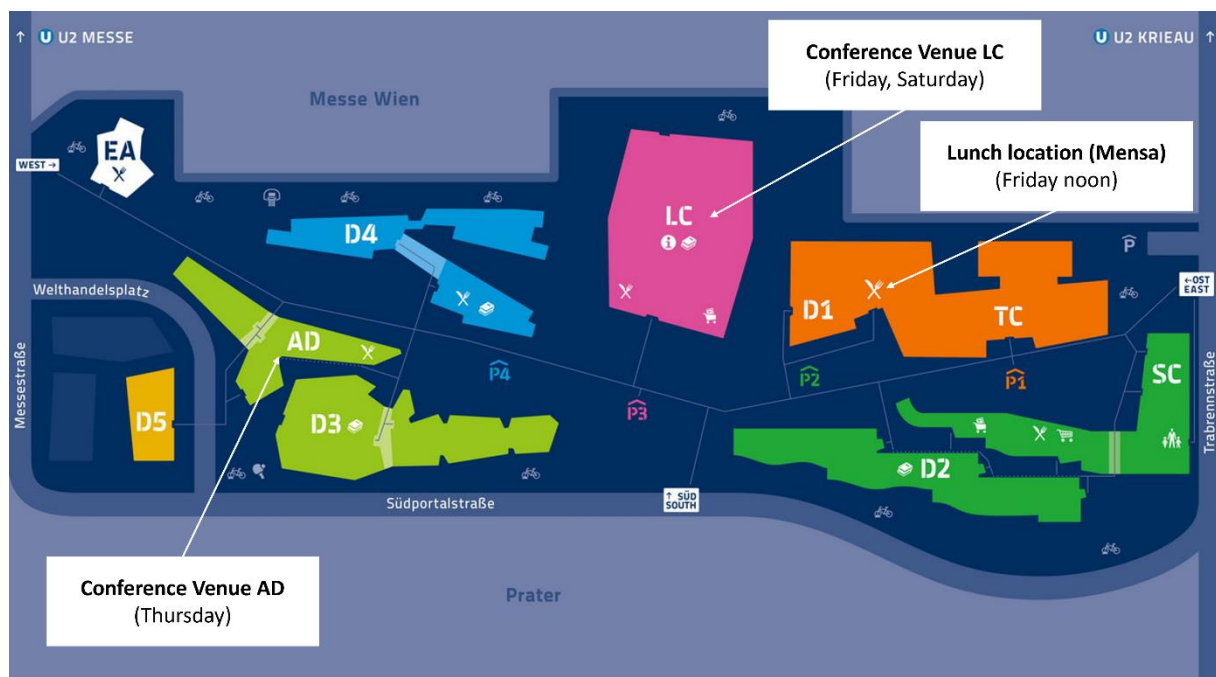 ↑ U U2 MESSE
U U2 KRIEAU ↑
Conference Venue LC
(Friday, Saturday)
Messe Wien
EA
WEST →
Lunch location (Mensa)
(Friday noon)
LC
i
D4
P
← OST
EAST
Welthandelsplatz
D1
TC
AD
P4
P2
P1
SC
Messestraße
D5
D3
P3
D2
Trabrennstraße
Südportalstraße
↑ SÜD
SOUTH
Conference Venue AD
(Thursday)
Prater